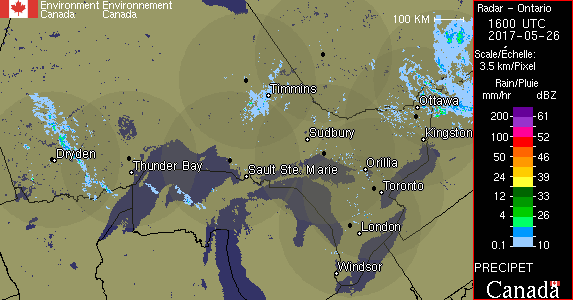 Environment Environnement
Canada Canada
100 KM
Timmins
Ottawa
Sudbury
Kingston
Dryden
Thunder Bay
Sault Ste. Marie
Orillia
Toronto
London
Windsor
Radar - Ontario
1600 UTC
2017-05-26
Scale/Échelle:
3.5 km/Pixel
Rain/Pluie
mm/hr dBZ
200 61
100 52
50 46
24 39
12 33
4 26
0.1 10
PRECIPET
Canada